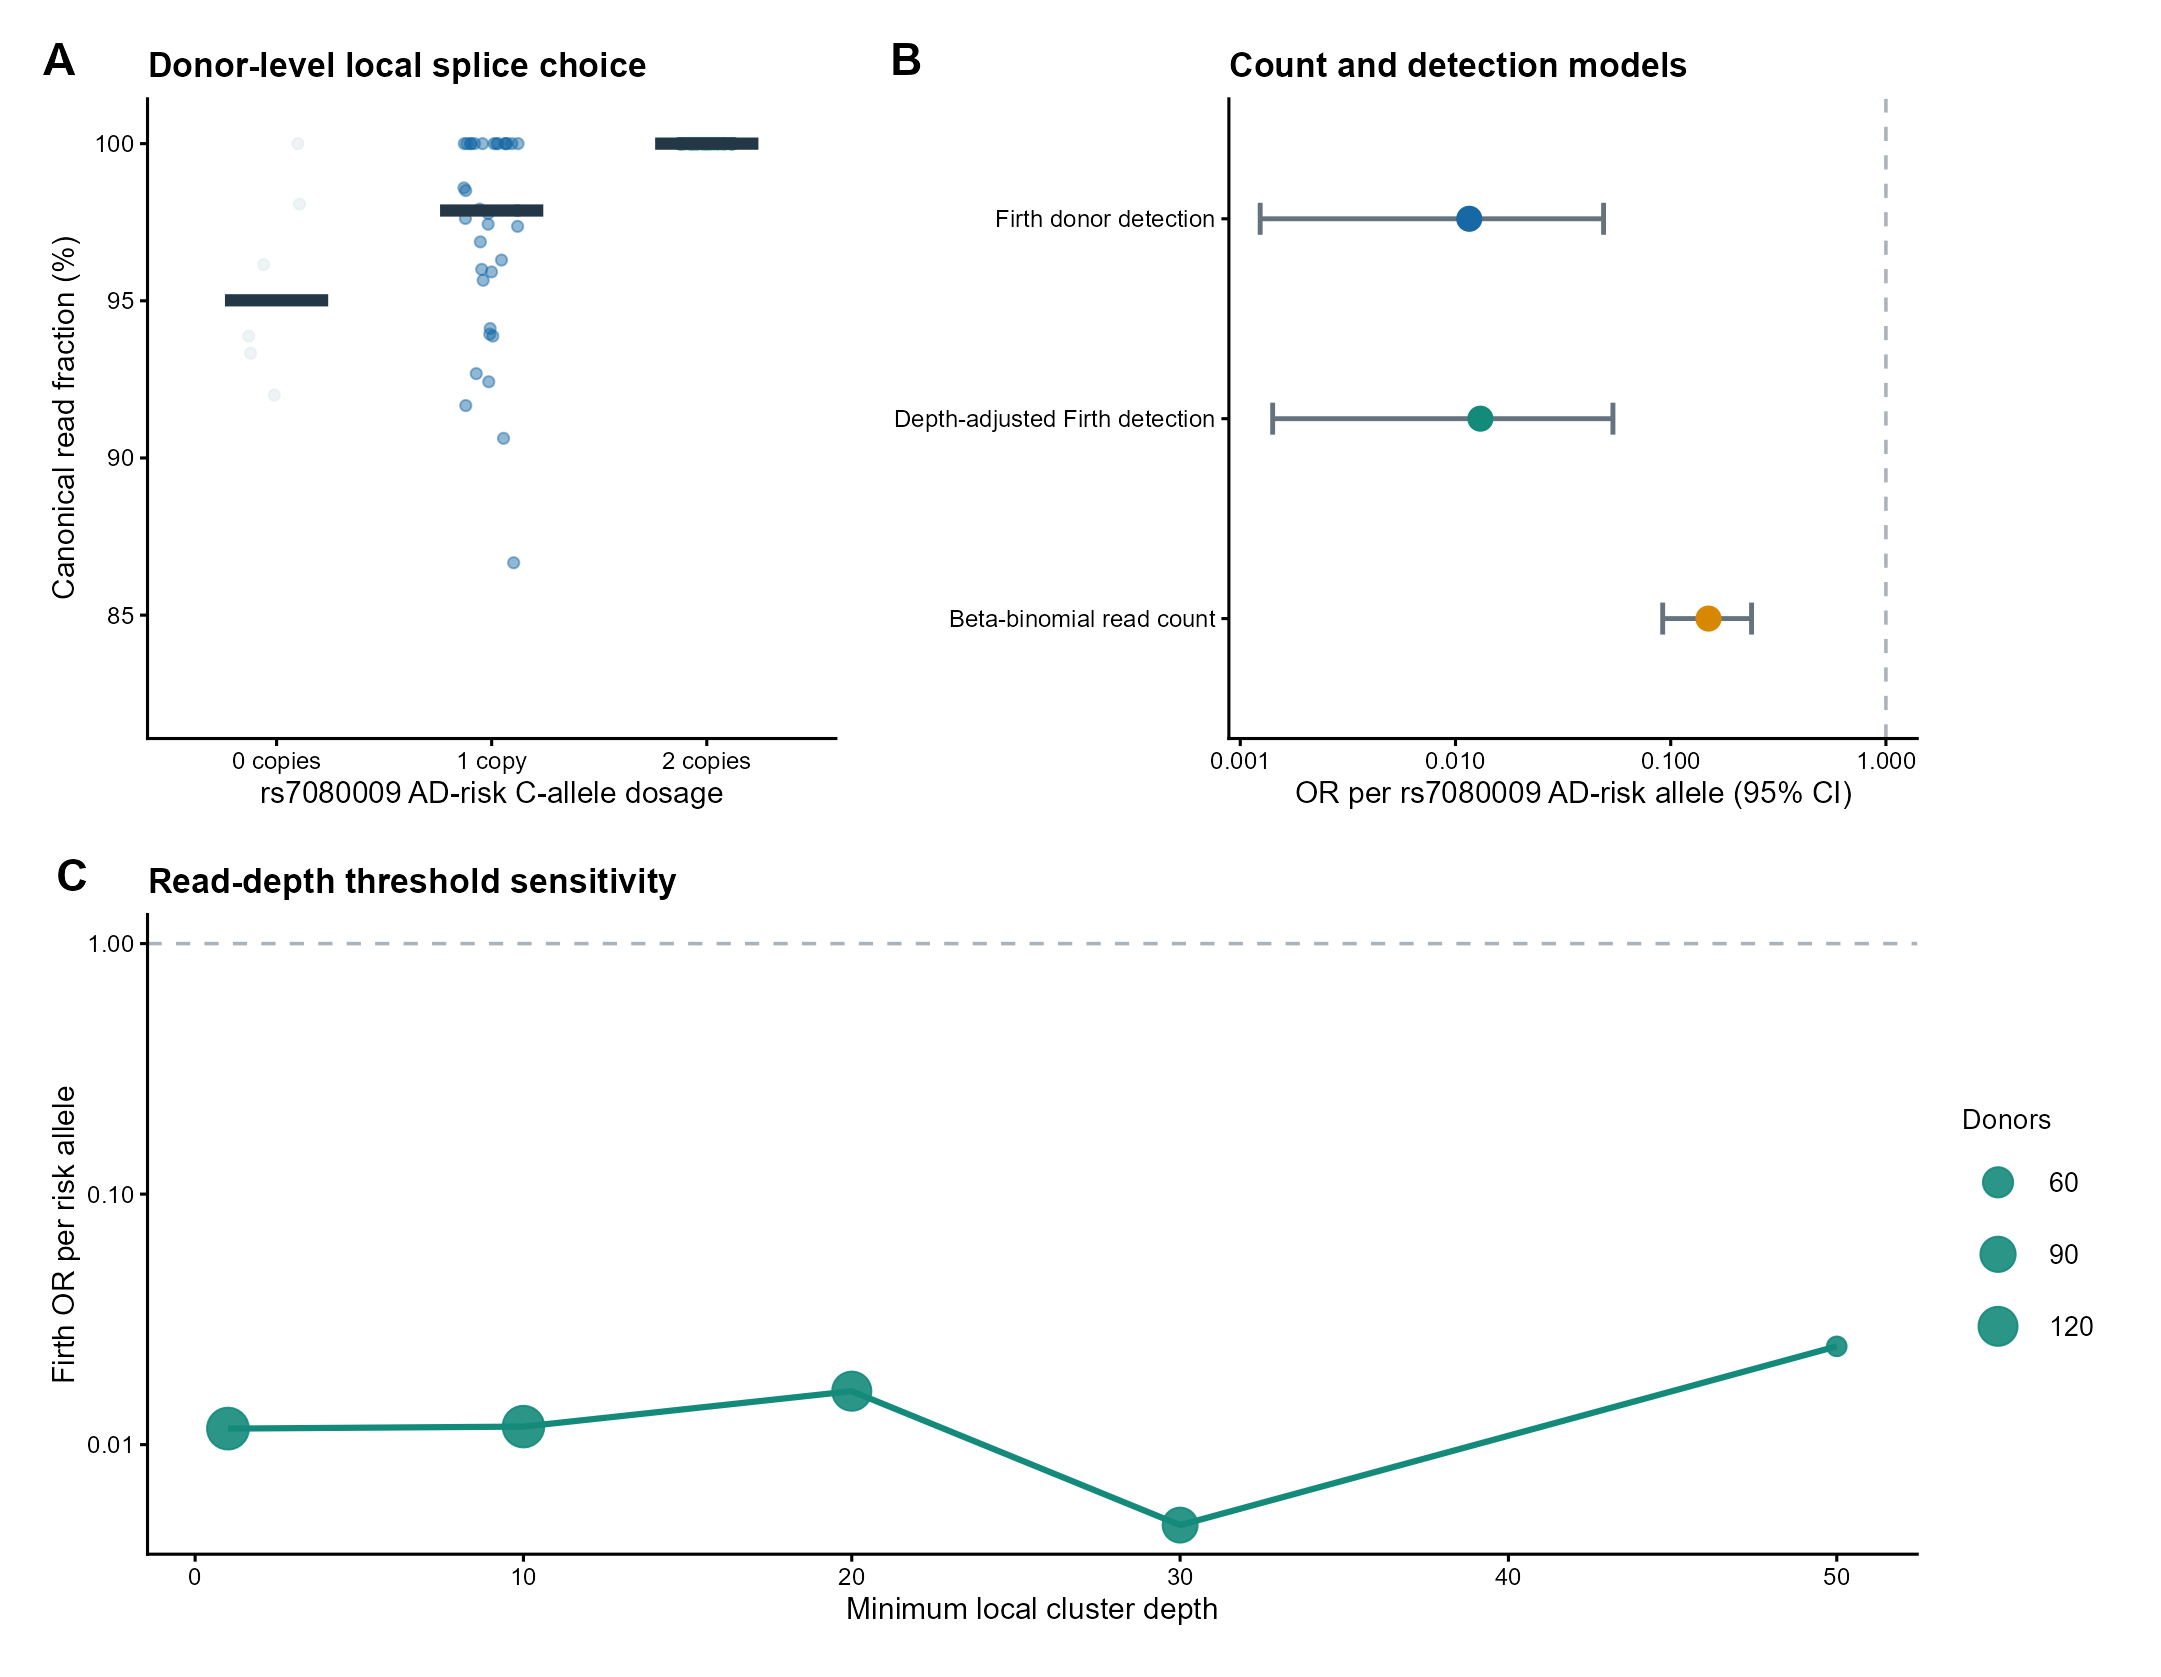 A
Donor-level local splice choice
100
95
90
85
Canonical read fraction (%)
0 copies
1 copy
2 copies
rs7080009 AD-risk C-allele dosage
B
Count and detection models
Firth donor detection
Depth-adjusted Firth detection
Beta-binomial read count
0.001
0.010
0.100
1.000
OR per rs7080009 AD-risk allele (95% CI)
C
Read-depth threshold sensitivity
1.00
0.10
0.01
Firth OR per risk allele
0
10
20
30
40
50
Minimum local cluster depth
Donors
60
90
120